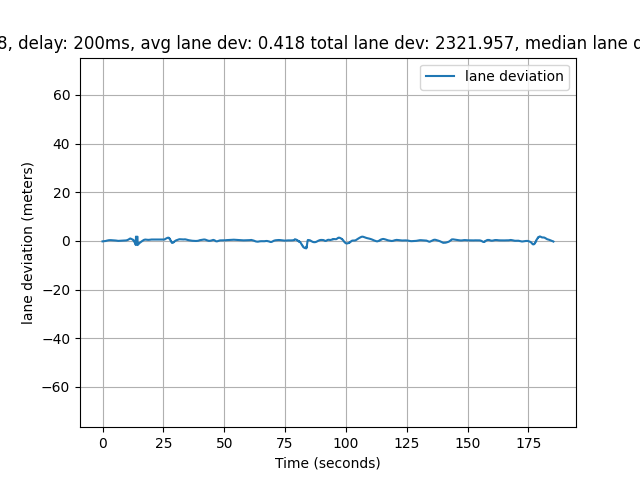 8, delay: 200ms, avg lane dev: 0.418 total lane dev: 2321.957, median lane
lane deviation
lane deviation (meters)
60
40
20
0
−20
−40
−60
0 25 50 75 100 125 150 175
Time (seconds)